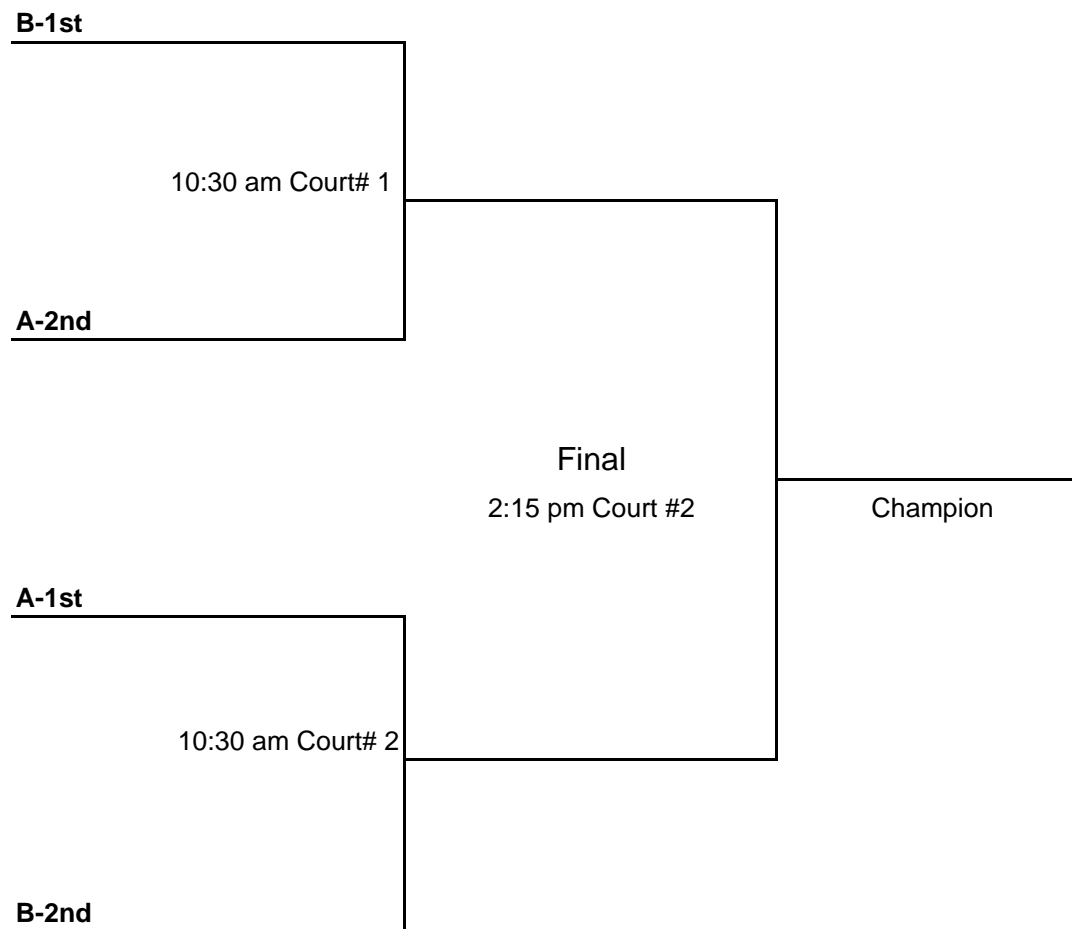 B-1st
10:30 am Court# 1
A-2nd
Final
2:15 pm Court #2
Champion
A-1st
10:30 am Court# 2
B-2nd